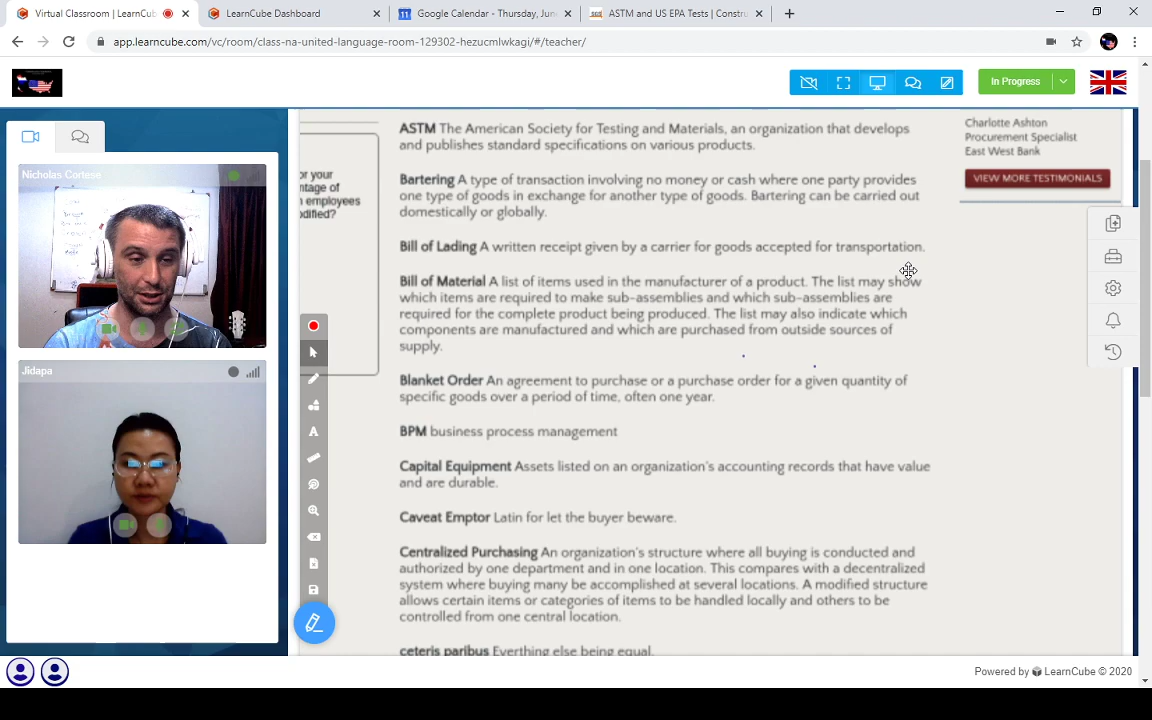 Virtual Classroom | LearnCu
LearnCube Dashboard
Google Calendar - Thursday, Jun
ASTM and US EPA Tests | Constru
app.learncube.com/vc/room/class-na-united-language-room-129302-hezucmlwkagi/#/teacher/
In Progress
Nicholas Cortese
Jidapa
or your
ntage of
employees
odified?
ASTM The American Society for Testing and Materials, an organization that develops
and publishes standard specifications on various products.
Bartering A type of transaction involving no money or cash where one party provides
one type of goods in exchange for another type of goods. Bartering can be carried out
domestically or globally.
Bill of Lading A written receipt given by a carrier for goods accepted for transportation.
Bill of Material A list of items used in the manufacturer of a product. The list may show
which items are required to make sub-assemblies and which sub-assemblies are
required for the complete product being produced. The list may also indicate which
components are manufactured and which are purchased from outside sources of
supply.
Blanket Order An agreement to purchase or a purchase order for a given quantity of
specific goods over a period of time, often one year.
BPM business process management
Capital Equipment Assets listed on an organization's accounting records that have value
and are durable.
Caveat Emptor Latin for let the buyer beware.
Centralized Purchasing An organization's structure where all buying is conducted and
authorized by one department and in one location. This compares with a decentralized
system where buying many be accomplished at several locations. A modified structure
allows certain items or categories of items to be handled locally and others to be
controlled from one central location.
ceteris paribus Everthing else being equal.
Charlotte Ashton
Procurement Specialist
East West Bank
VIEW MORE TESTIMONIALS
A
Powered by LearnCube © 2020